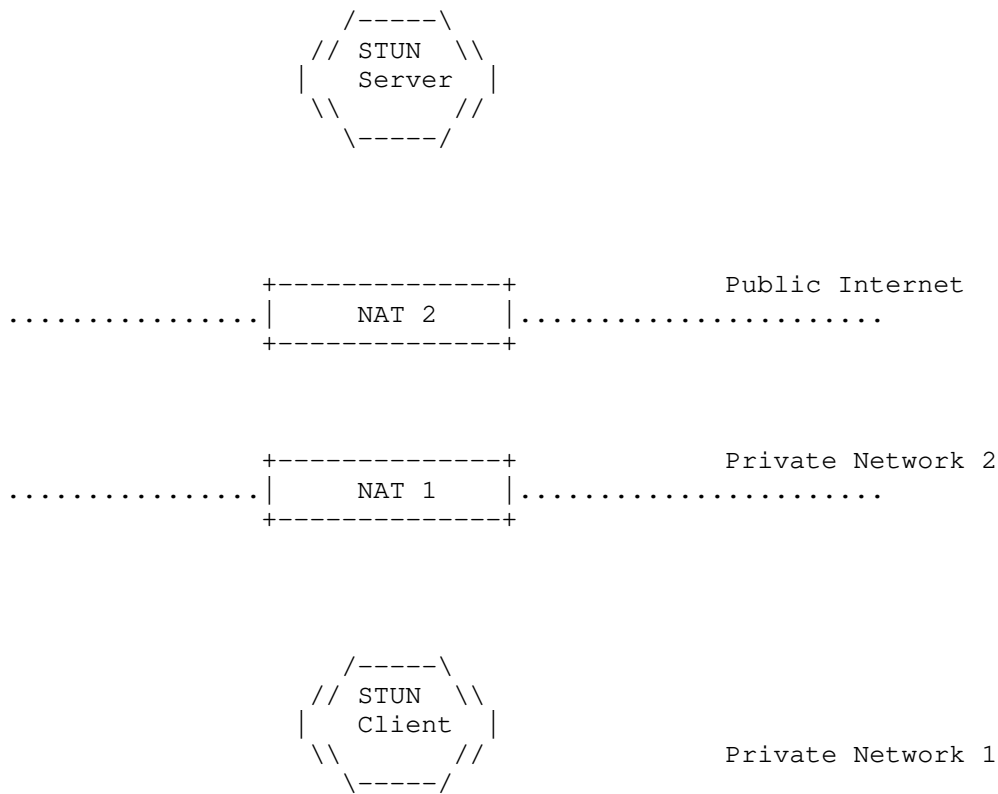 /-----\
// STUN \\
| Server |
\\ //
\-----/
+--------------+ Public Internet
................| NAT 2 |.......................
+--------------+
+--------------+ Private Network 2
................| NAT 1 |.......................
+--------------+
/-----\
// STUN \\
| Client |
\\ // Private Network 1
\-----/